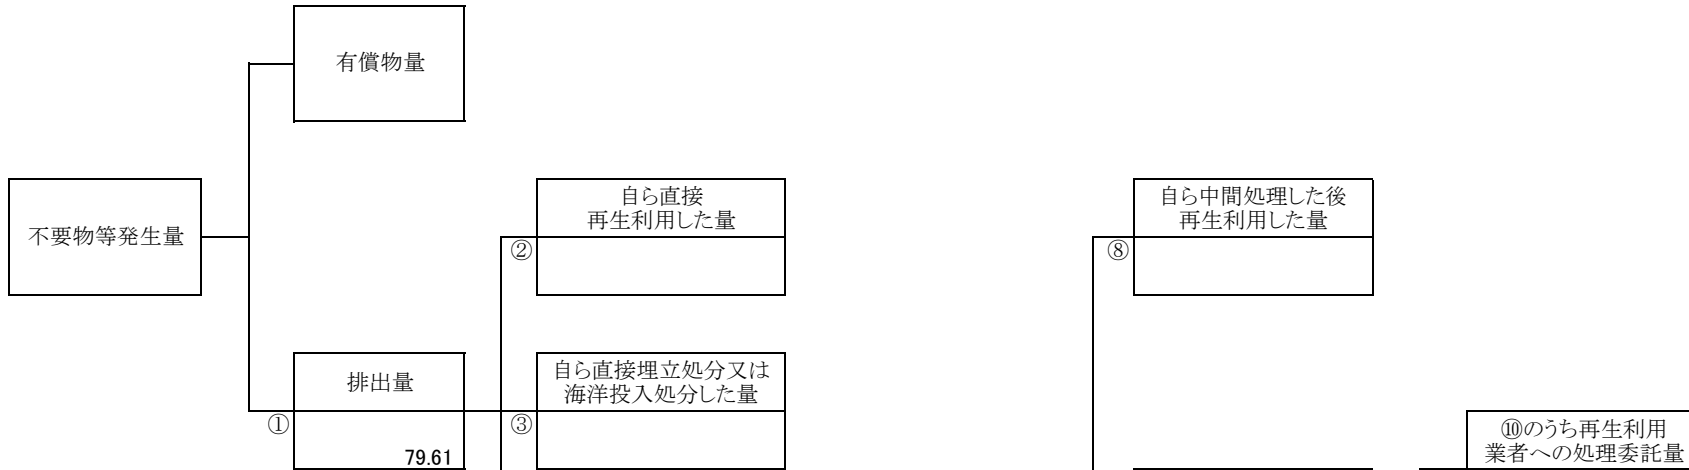 有償物量
不要物等発生量
自ら直接
再生利用した量
②
自ら中間処理した後
再生利用した量
⑧
排出量
①
79.61
自ら直接埋立処分又は
海洋投入処分した量
③
⑩のうち再生利用
業者への処理委託量